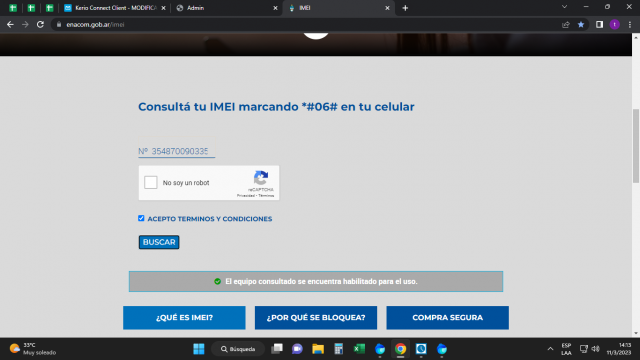 Kerio Connect Client - MODIFICA
Admin
IMEI
enacom.gob.ar/imei
Consultá tu IMEI marcando *#06# en tu celular
Nº 354870090335
No soy un robot
reCAPTCHA
Privacidad - Términos
ACEPTO TERMINOS Y CONDICIONES
BUSCAR
El equipo consultado se encuentra habilitado para el uso.
¿QUÉ ES IMEI?
¿POR QUÉ SE BLOQUEA?
COMPRA SEGURA
33°C
Muy soleado
Búsqueda
ESP
LAA
14:13
11/3/2023